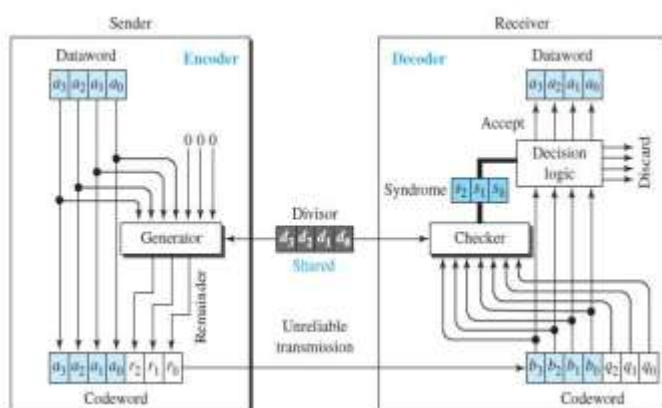 Sender
Receiver
Dataword
Encoder
a3 a2 a1 a0
0 0 0
Generator
Remainder
a3 a2 a1 a0 r2 r1 r0
Codeword
Divisor
d3 d2 d1 d0
Shared
Unreliable
transmission
Decoder
Dataword
a3 a2 a1 a0
Accept
Decision
logic
Discard
Syndrome
s2 s1 s0
Checker
b3 b2 b1 b0 q2 q1 q0
Codeword